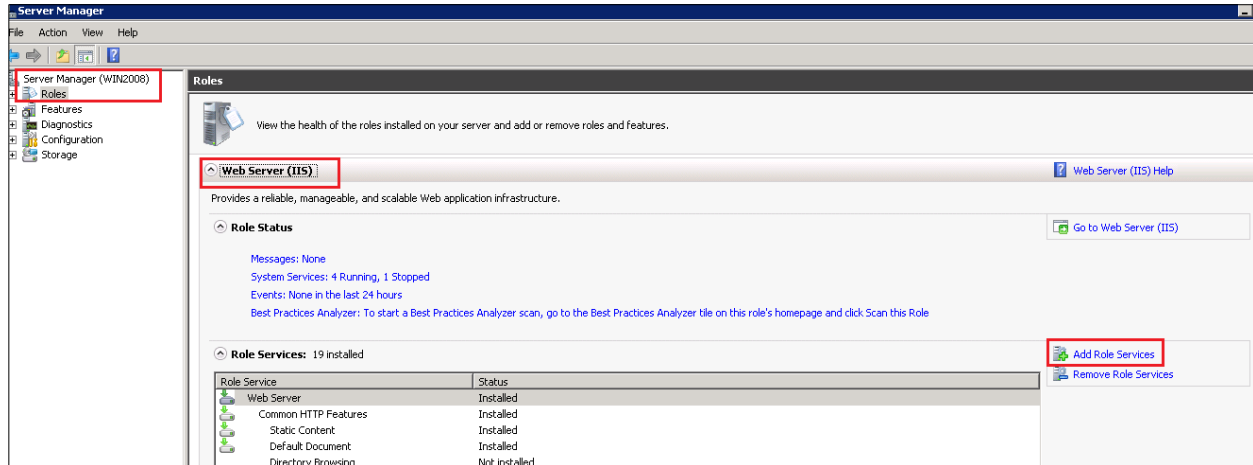 Server Manager
File Action View Help
Server Manager (WIN2008)
Roles
Features
Diagnostics
Configuration
Storage
Roles
View the health of the roles installed on your server and add or remove roles and features.
Web Server (IIS)
Web Server (IIS) Help
Provides a reliable, manageable, and scalable Web application infrastructure.
Role Status
Go to Web Server (IIS)
Messages: None
System Services: 4 Running, 1 Stopped
Events: None in the last 24 hours
Best Practices Analyzer: To start a Best Practices Analyzer scan, go to the Best Practices Analyzer tile on this role's homepage and click Scan this Role
Role Services: 19 installed
Add Role Services
Remove Role Services
Role Service Status
Web Server Installed
Common HTTP Features Installed
Static Content Installed
Default Document Installed
Directory Browsing Not installed